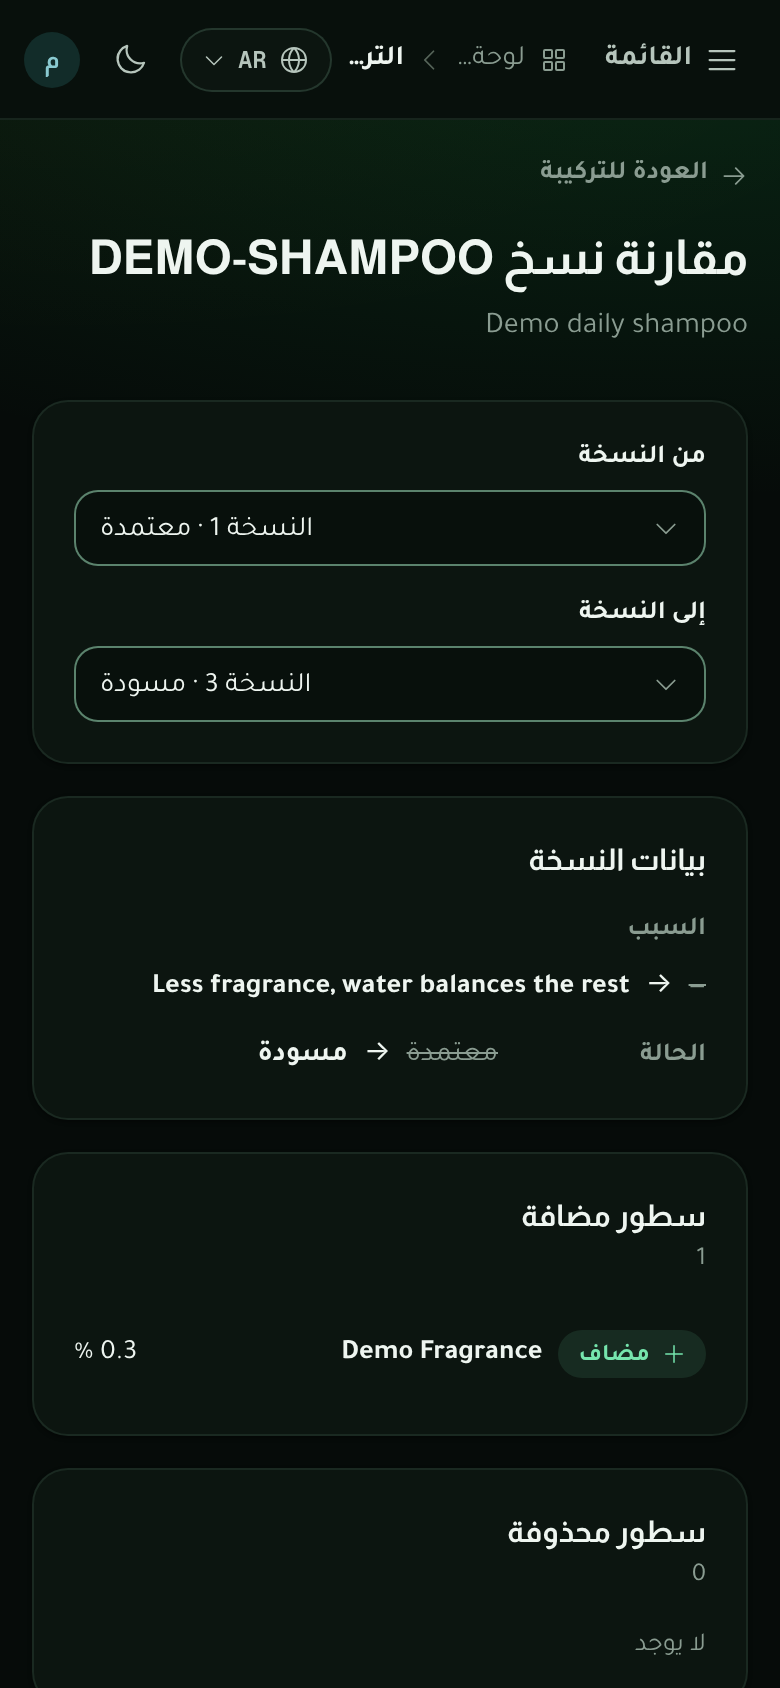 القائمة لوحة... التر... AR م
العودة للتركيبة
مقارنة نسخ DEMO-SHAMPOO
Demo daily shampoo
من النسخة
النسخة 1 · معتمدة
إلى النسخة
النسخة 3 · مسودة
بيانات النسخة
السبب
— → Less fragrance, water balances the rest
الحالة معتمدة → مسودة
سطور مضافة
1
+ مضاف Demo Fragrance 0.3 %
سطور محذوفة
0
لا يوجد